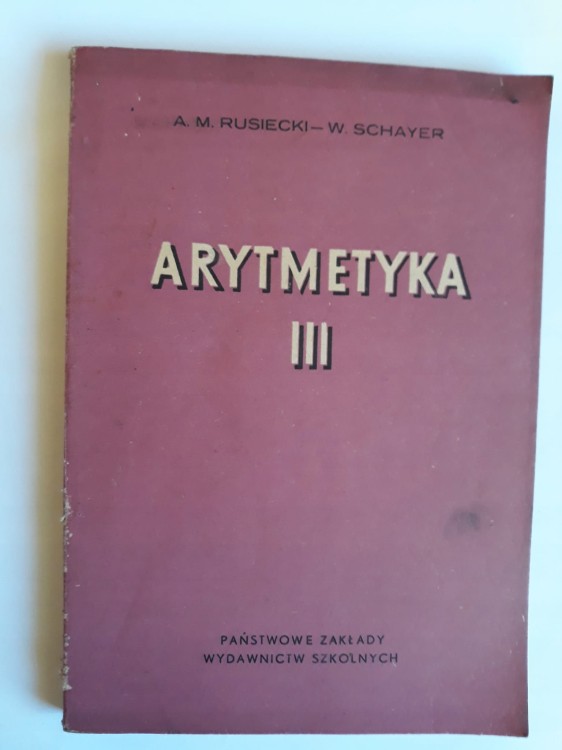 A. M. RUSIECKI — W. SCHAYER
ARYTMETYKA
III
PAŃSTWOWE ZAKŁADY
WYDAWNICTW SZKOLNYCH